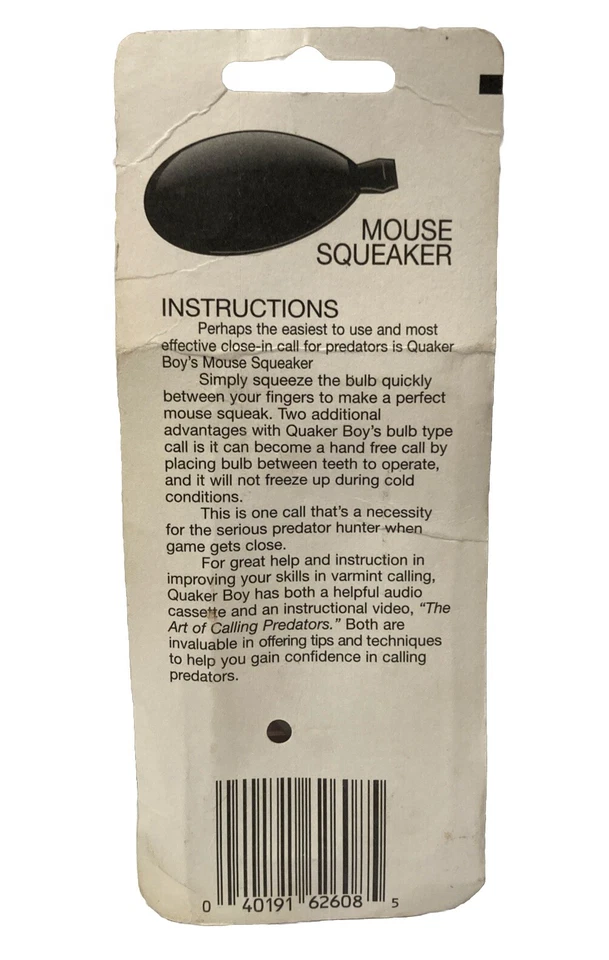 MOUSE
SQUEAKER
INSTRUCTIONS
Perhaps the easiest to use and most
effective close-in call for predators is Quaker
Boy's Mouse Squeaker
Simply squeeze the bulb quickly
between your fingers to make a perfect
mouse squeak. Two additional
advantages with Quaker Boy's bulb type
call is it can become a hand free call by
placing bulb between teeth to operate,
and it will not freeze up during cold
conditions.
This is one call that's a necessity
for the serious predator hunter when
game gets close.
For great help and instruction in
improving your skills in varmint calling,
Quaker Boy has both a helpful audio
cassette and an instructional video, "The
Art of Calling Predators." Both are
invaluable in offering tips and techniques
to help you gain confidence in calling
predators.
0 40191 62608 5